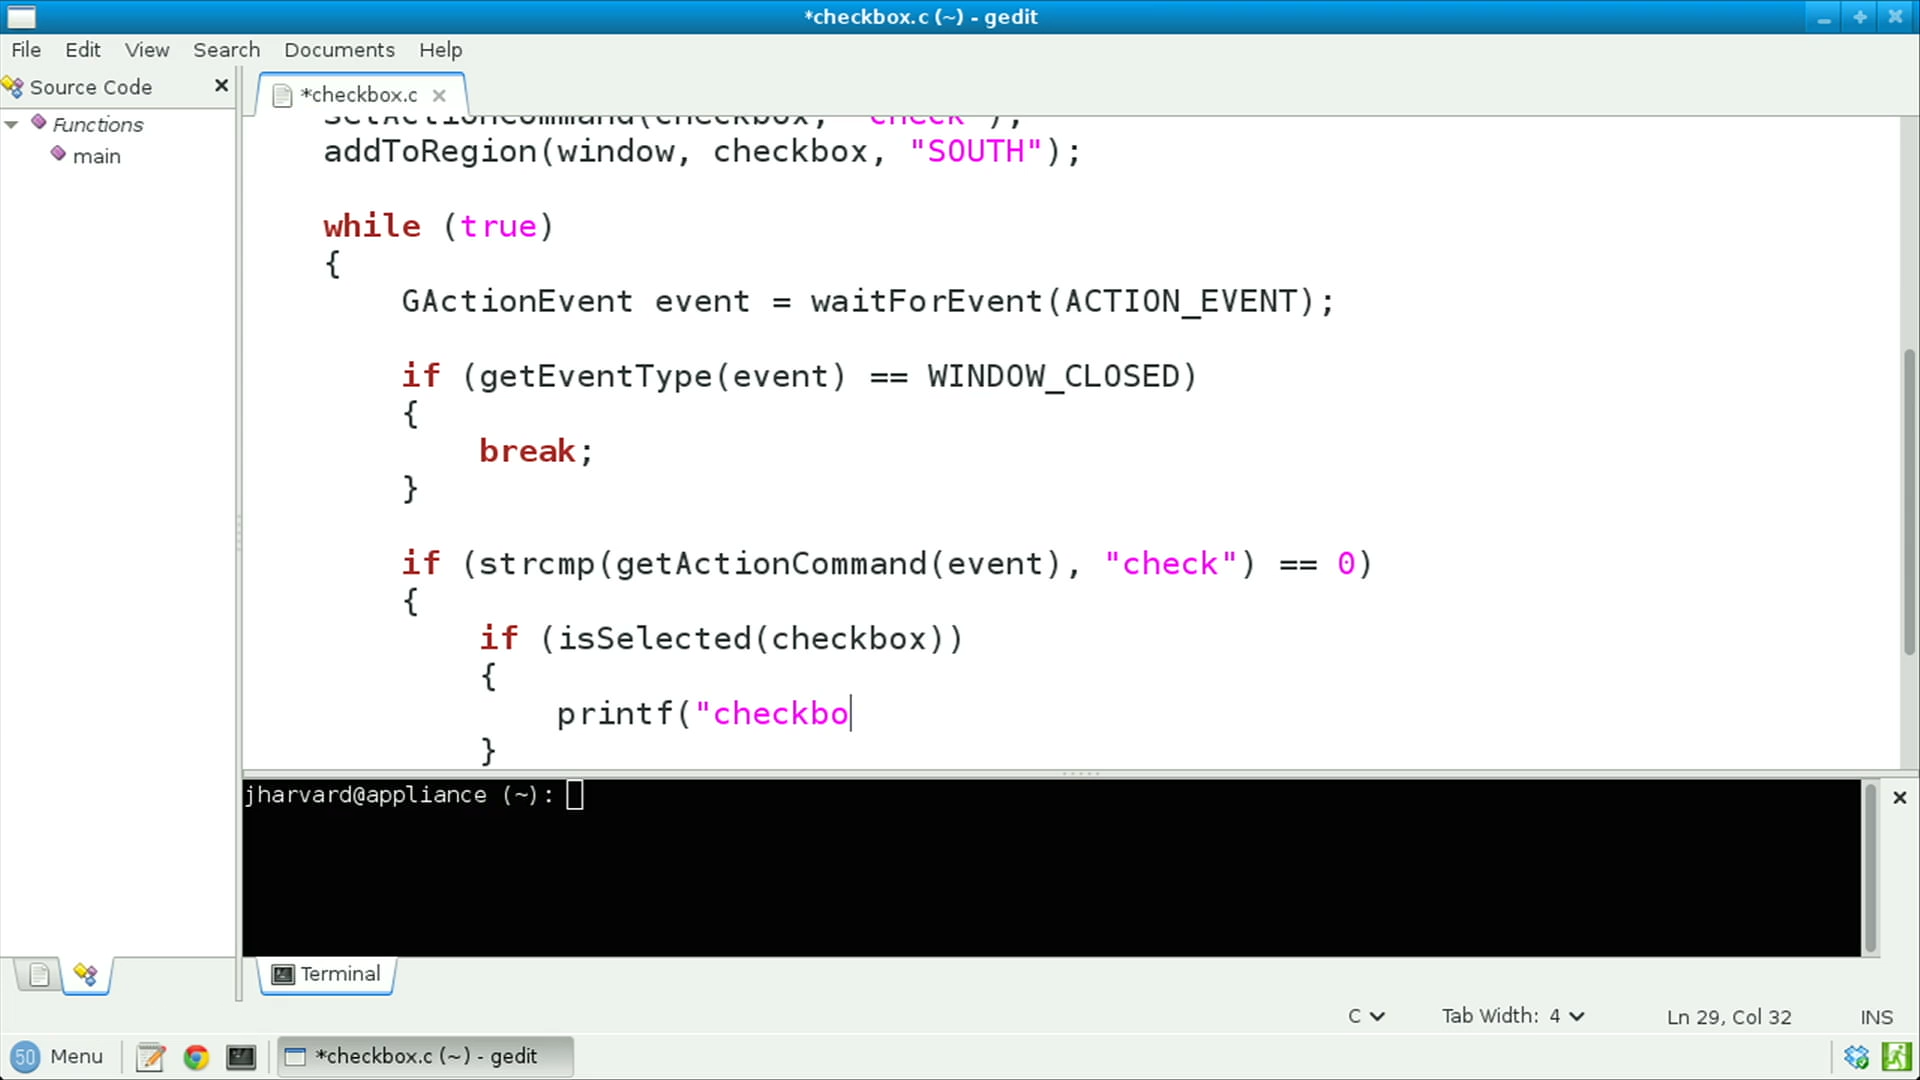 *checkbox.c (~) - gedit
File Edit View Search Documents Help
Source Code
*checkbox.c
Functions
main
setActionCommand(checkbox, "check");
addToRegion(window, checkbox, "SOUTH");
while (true)
{
GActionEvent event = waitForEvent(ACTION_EVENT);
if (getEventType(event) == WINDOW_CLOSED)
{
break;
}
if (strcmp(getActionCommand(event), "check") == 0)
{
if (isSelected(checkbox))
{
printf("checkbo
}
jharvard@appliance (~):
Terminal
C Tab Width: 4 Ln 29, Col 32 INS
50 Menu *checkbox.c (~) - gedit